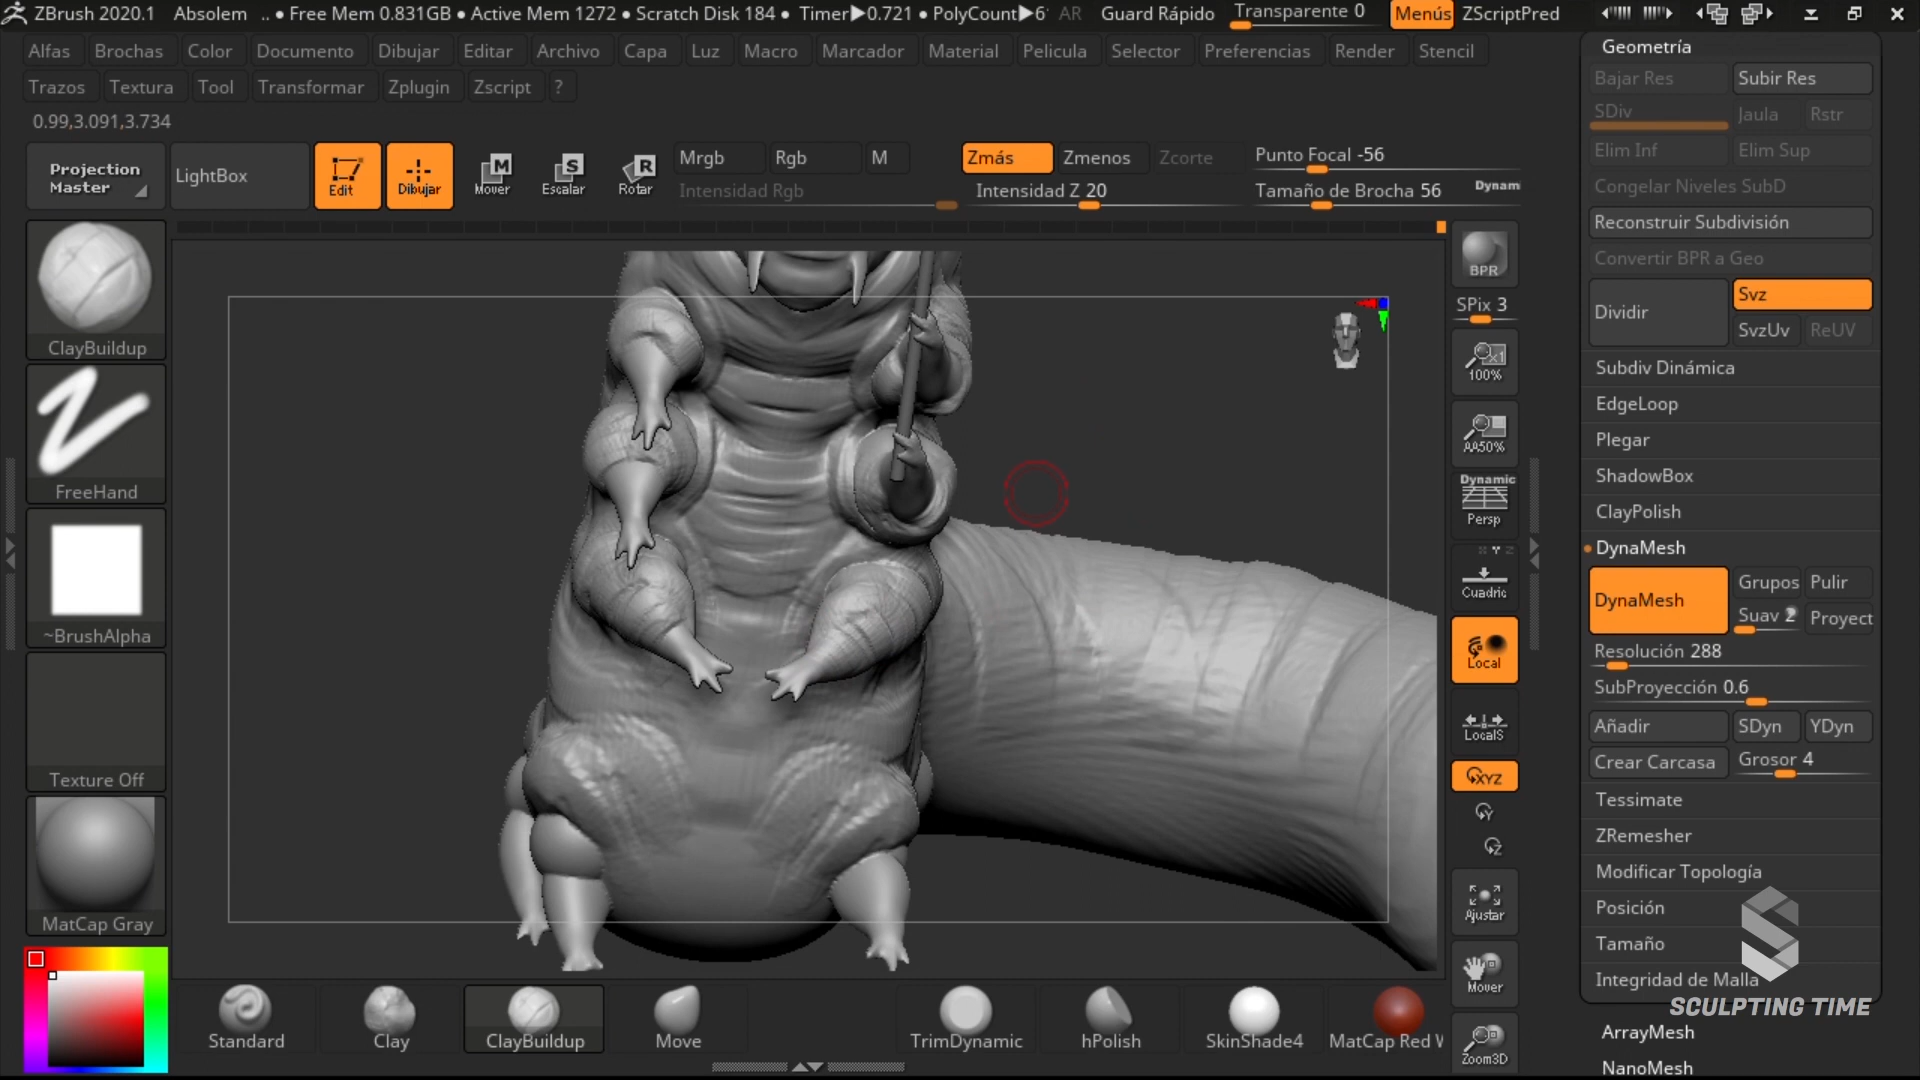 ZBrush 2020.1 Absolem .. • Free Mem 0.831GB • Active Mem 1272 • Scratch Disk 184 • Timer▶0.721 • PolyCount▶6 AR Guard Rápido Transparente 0 Menús ZScriptPred
Alfas Brochas Color Documento Dibujar Editar Archivo Capa Luz Macro Marcador Material Pelicula Selector Preferencias Render Stencil
Trazos Textura Tool Transformar Zplugin Zscript ?
0.99,3.091,3.734
Projection Master
LightBox
Edit
Dibujar
M
Mover
S
Escalar
R
Rotar
Mrgb Rgb M
Intensidad Rgb
Zmás Zmenos Zcorte
Intensidad Z 20
Punto Focal -56
Tamaño de Brocha 56 Dynam
ClayBuildup
FreeHand
~BrushAlpha
Texture Off
MatCap Gray
BPR
SPix 3
x1
100%
AA50%
Dynamic
Persp
Cuadric
Local
LocalS
XYZ
Y
Z
Ajustar
Mover
Zoom3D
Geometría
Bajar Res Subir Res
SDiv Jaula Rstr
Elim Inf Elim Sup
Congelar Niveles SubD
Reconstruir Subdivisión
Convertir BPR a Geo
Dividir
Svz
SvzUv ReUV
Subdiv Dinámica
EdgeLoop
Plegar
ShadowBox
ClayPolish
DynaMesh
DynaMesh
Grupos Pulir
Suav 2 Proyect
Resolución 288
SubProyección 0.6
Añadir SDyn YDyn
Crear Carcasa Grosor 4
Tessimate
ZRemesher
Modificar Topología
Posición
Tamaño
Integridad de Malla
SCULPTING TIME
ArrayMesh
NanoMesh
Standard Clay ClayBuildup Move TrimDynamic hPolish SkinShade4 MatCap Red W